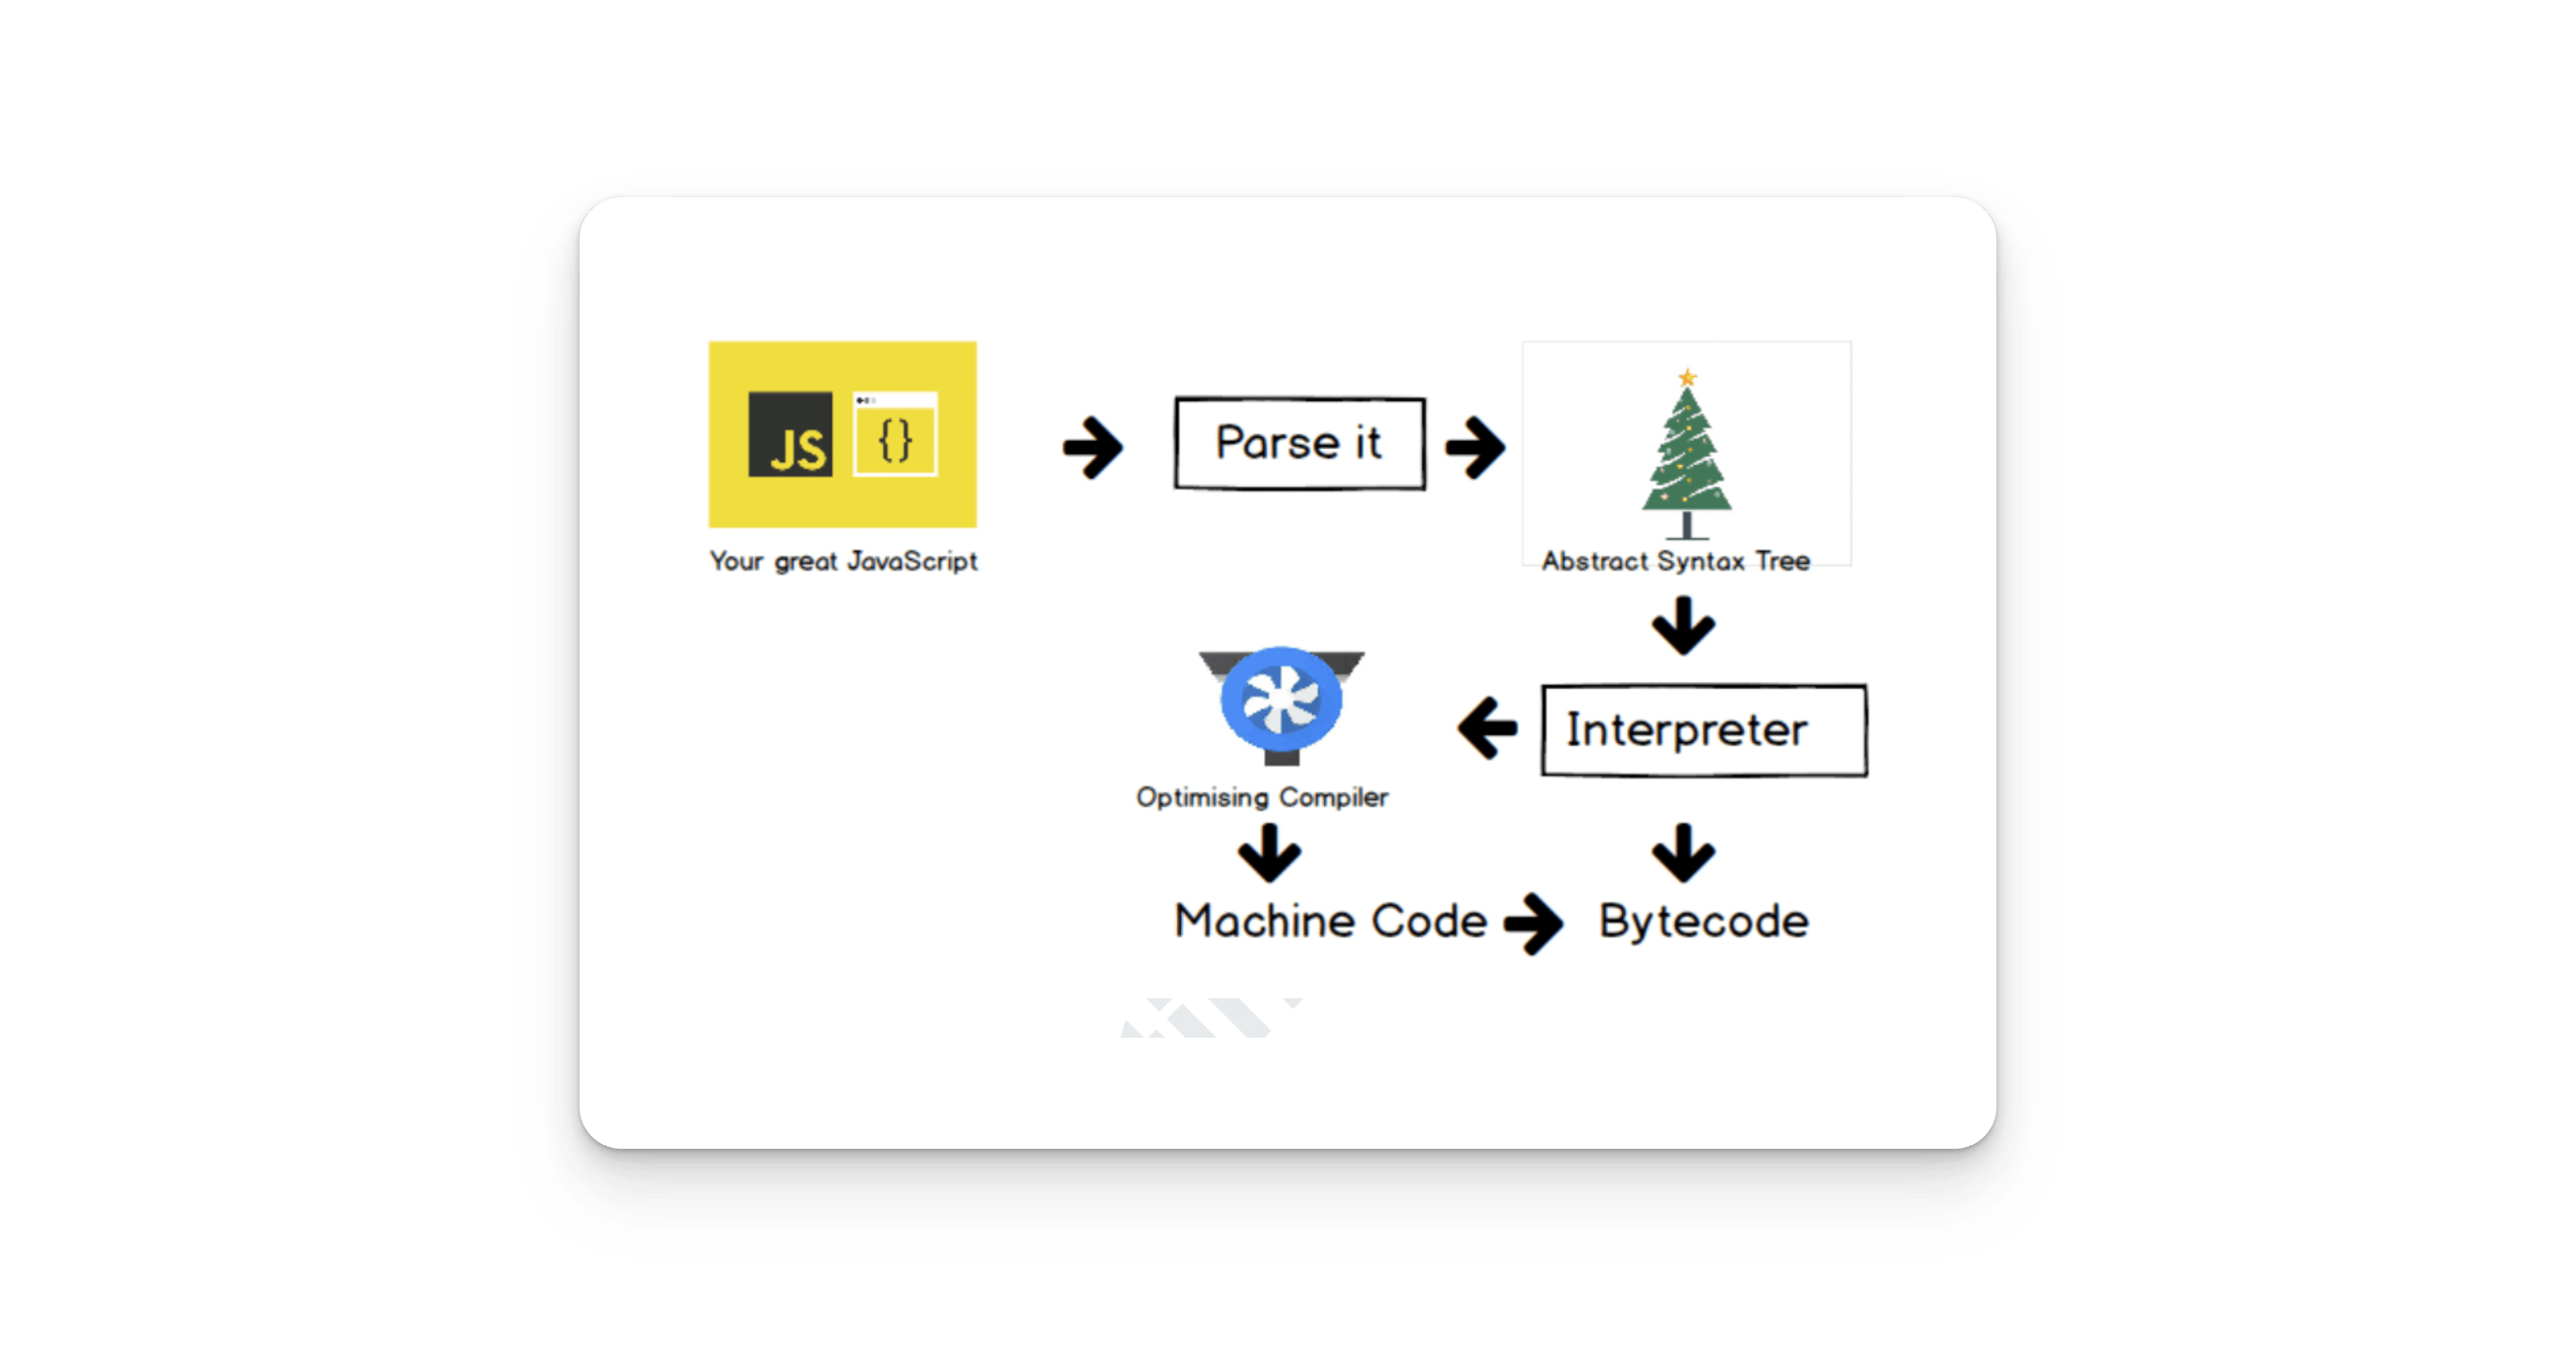 JS
{}
Parse it
Your great JavaScript
Abstract Syntax Tree
Interpreter
Optimising Compiler
Machine Code
Bytecode